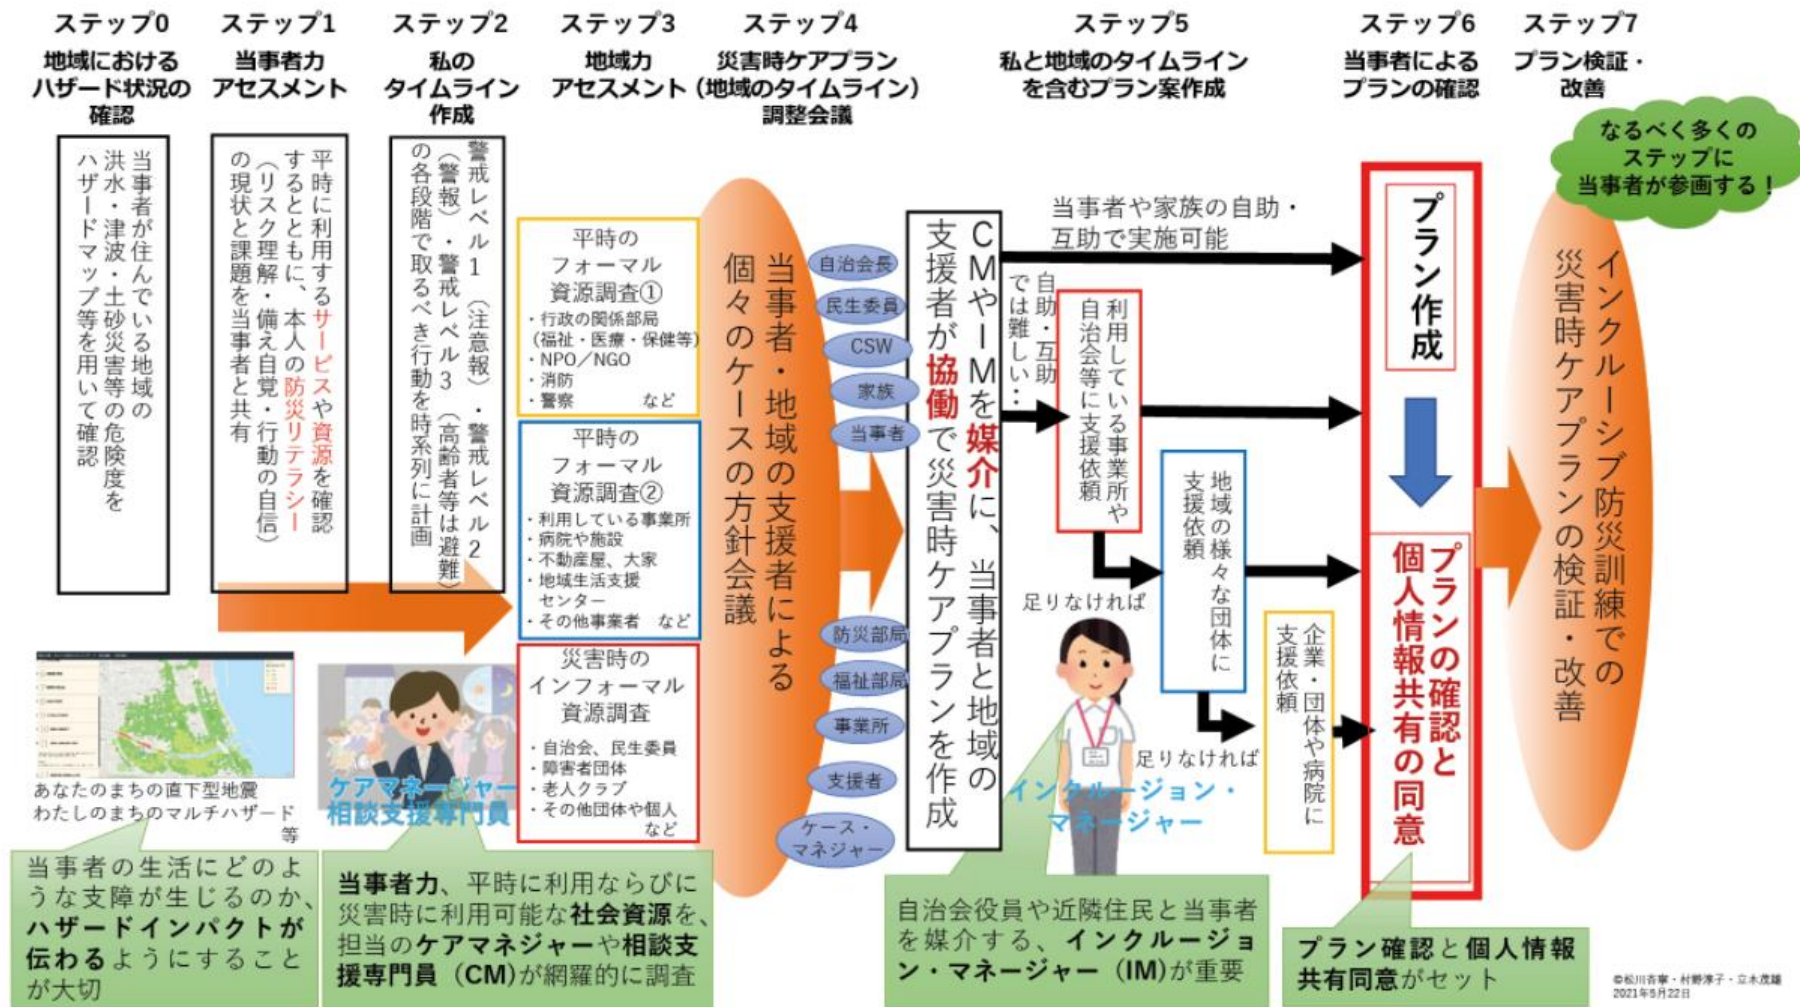 ステップ0
地域における
ハザード状況の
確認
ステップ1
当事者力
アセスメント
ステップ2
私の
タイムライン
作成
ステップ3
地域力
アセスメント
ステップ4
災害時ケアプラン
(地域のタイムライン)
調整会議
ステップ5
私と地域のタイムライン
を含むプラン案作成
ステップ6
当事者による
プランの確認
ステップ7
プラン検証・
改善
なるべく多くの
ステップに
当事者が参画する!
当事者が住んでいる地域の
洪水・津波・土砂災害等の危険度を
ハザードマップ等を用いて確認
平時に利用するサービスや資源を確認
するとともに、本人の防災リテラシー
(リスク理解・備え自覚・行動の自信)
の現状と課題を当事者と共有
警戒レベル1(注意報)・警戒レベル2
(警報)・警戒レベル3(高齢者等は避難)
の各段階で取るべき行動を時系列に計画
平時の
フォーマル
資源調査①
・行政の関係部局
(福祉・医療・保健等)
・NPO/NGO
・消防
・警察 など
平時の
フォーマル
資源調査②
・利用している事業所
・病院や施設
・不動産屋、大家
・地域生活支援
センター
・その他事業者 など
災害時の
インフォーマル
資源調査
・自治会、民生委員
・障害者団体
・老人クラブ
・その他団体や個人
など
当事者・地域の支援者による
個々のケースの方針会議
自治会長
民生委員
CSW
家族
当事者
防災部局
福祉部局
事業所
支援者
ケース・
マネジャー
CMやIMを媒介に、当事者と地域の
支援者が協働で災害時ケアプランを作成
当事者や家族の自助・
互助で実施可能
自助・互助
では難しい・・
利用している事業所や
自治会等に支援依頼
足りなければ
地域の様々な団体に
支援依頼
足りなければ
企業・団体や病院に
支援依頼
インクルージョン・
マネージャー
プラン作成
プランの確認と
個人情報共有の同意
インクルーシブ防災訓練での
災害時ケアプランの検証・改善
あなたのまちの直下型地震
わたしのまちのマルチハザード
等
ケアマネージャー
相談支援専門員
当事者の生活にどのよ
うな支障が生じるのか、
ハザードインパクトが
伝わるようにすること
が大切
当事者力、平時に利用ならびに
災害時に利用可能な社会資源を、
担当のケアマネジャーや相談支
援専門員(CM)が網羅的に調査
自治会役員や近隣住民と当事者
を媒介する、インクルージョ
ン・マネージャー(IM)が重要
プラン確認と個人情報
共有同意がセット
©松川杏寧・村野淳子・立木茂雄
2021年5月22日